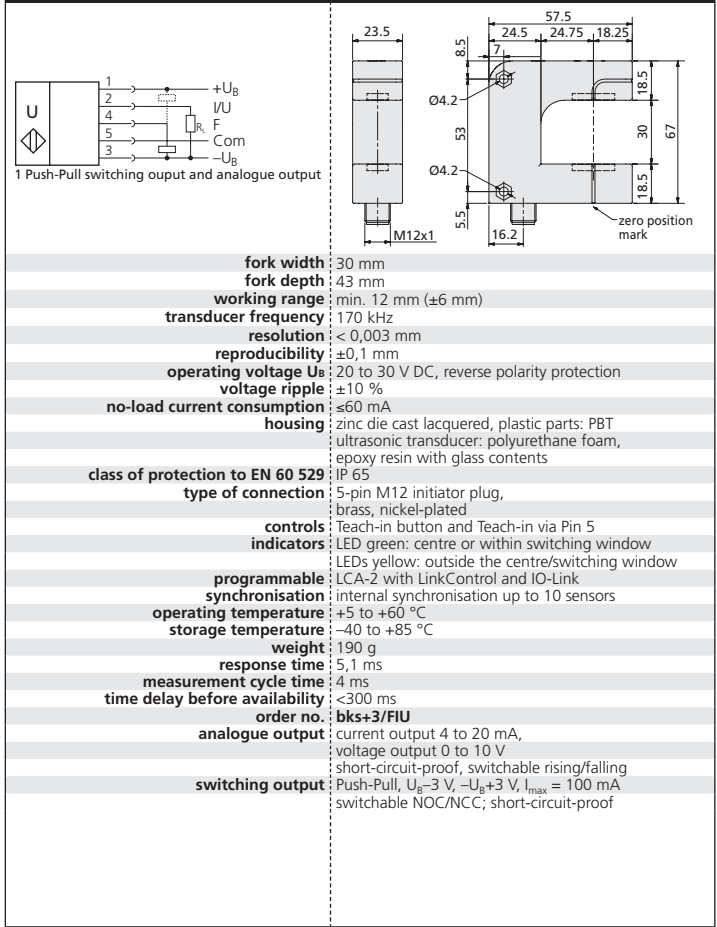 1
+U_B
2
I/U
U
4
R_L
F
5
Com
3
–U_B
1 Push-Pull switching ouput and analogue output
57.5
23.5
24.5 24.75 18.25
8.5
7
Ø4.2
18.5
53
30
67
Ø4.2
18.5
5.5
M12x1
16.2
zero position
mark
fork width 30 mm
fork depth 43 mm
working range min. 12 mm (±6 mm)
transducer frequency 170 kHz
resolution < 0,003 mm
reproducibility ±0,1 mm
operating voltage U_B 20 to 30 V DC, reverse polarity protection
voltage ripple ±10 %
no-load current consumption ≤60 mA
housing zinc die cast lacquered, plastic parts: PBT
ultrasonic transducer: polyurethane foam,
epoxy resin with glass contents
class of protection to EN 60 529 IP 65
type of connection 5-pin M12 initiator plug,
brass, nickel-plated
controls Teach-in button and Teach-in via Pin 5
indicators LED green: centre or within switching window
LEDs yellow: outside the centre/switching window
programmable LCA-2 with LinkControl and IO-Link
synchronisation internal synchronisation up to 10 sensors
operating temperature +5 to +60 °C
storage temperature –40 to +85 °C
weight 190 g
response time 5,1 ms
measurement cycle time 4 ms
time delay before availability <300 ms
order no. bks+3/FIU
analogue output current output 4 to 20 mA,
voltage output 0 to 10 V
short-circuit-proof, switchable rising/falling
switching output Push-Pull, U_B–3 V, –U_B+3 V, I_max = 100 mA
switchable NOC/NCC; short-circuit-proof